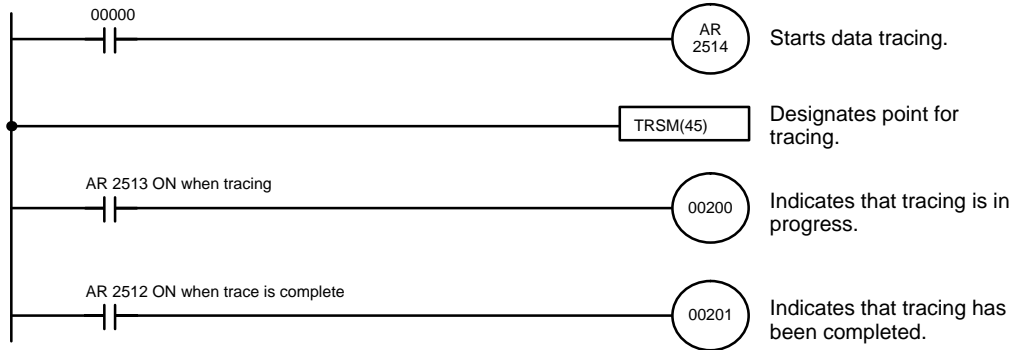 00000
AR
2514
Starts data tracing.
TRSM(45)
Designates point for
tracing.
AR 2513 ON when tracing
00200
Indicates that tracing is in
progress.
AR 2512 ON when trace is complete
00201
Indicates that tracing has
been completed.